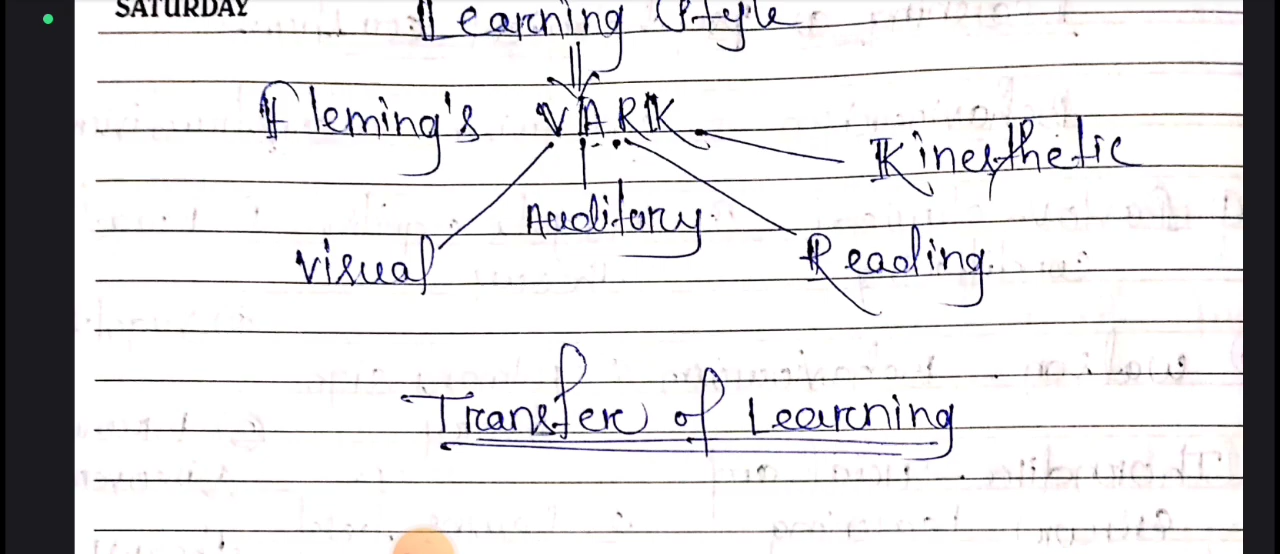 SATURDAY
Learning Style
Fleming's VARK
Kinesthetic
Auditory
Visual
Reading
Transfer of Learning